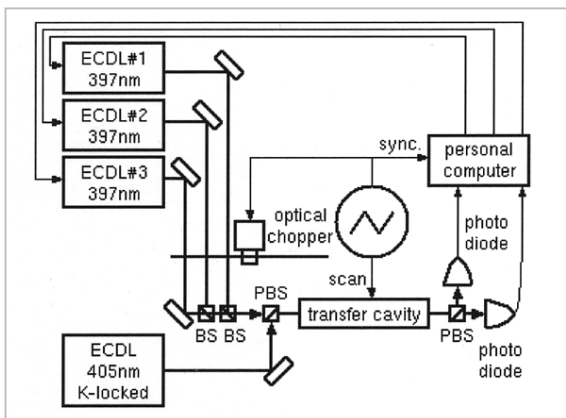 ECDL#1
397nm
ECDL#2
397nm
ECDL#3
397nm
sync.
personal
computer
optical
chopper
photo
diode
scan
PBS
transfer cavity
BS
BS
PBS
ECDL
405nm
K-locked
photo
diode